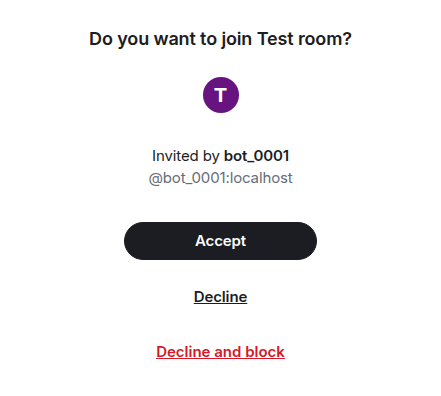 Do you want to join Test room?
T
Invited by bot_0001
@bot_0001:localhost
Accept
Decline
Decline and block